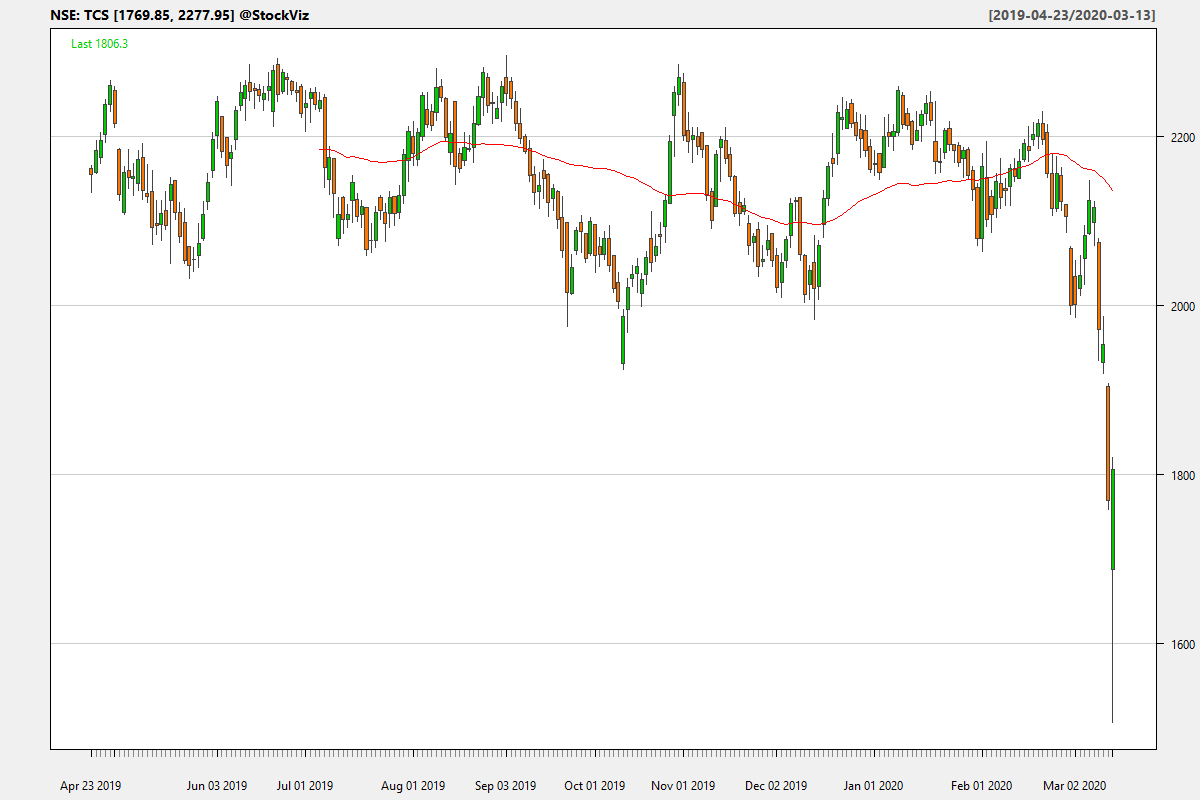 NSE: TCS [1769.85, 2277.95] @StockViz
[2019-04-23/2020-03-13]
Last 1806.3
2200
2000
1800
1600
Apr 23 2019 Jun 03 2019 Jul 01 2019 Aug 01 2019 Sep 03 2019 Oct 01 2019 Nov 01 2019 Dec 02 2019 Jan 01 2020 Feb 01 2020 Mar 02 2020